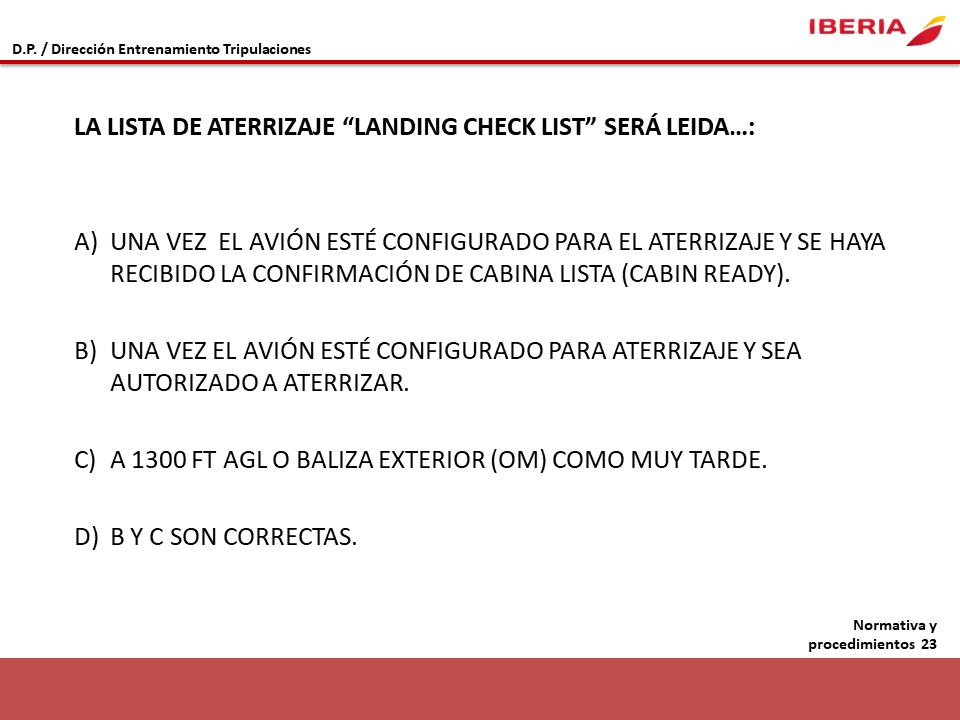 IBERIA
D.P. / Dirección Entrenamiento Tripulaciones
LA LISTA DE ATERRIZAJE “LANDING CHECK LIST” SERÁ LEIDA…:
A) UNA VEZ EL AVIÓN ESTÉ CONFIGURADO PARA EL ATERRIZAJE Y SE HAYA
RECIBIDO LA CONFIRMACIÓN DE CABINA LISTA (CABIN READY).
B) UNA VEZ EL AVIÓN ESTÉ CONFIGURADO PARA ATERRIZAJE Y SEA
AUTORIZADO A ATERRIZAR.
C) A 1300 FT AGL O BALIZA EXTERIOR (OM) COMO MUY TARDE.
D) B Y C SON CORRECTAS.
Normativa y
procedimientos 23